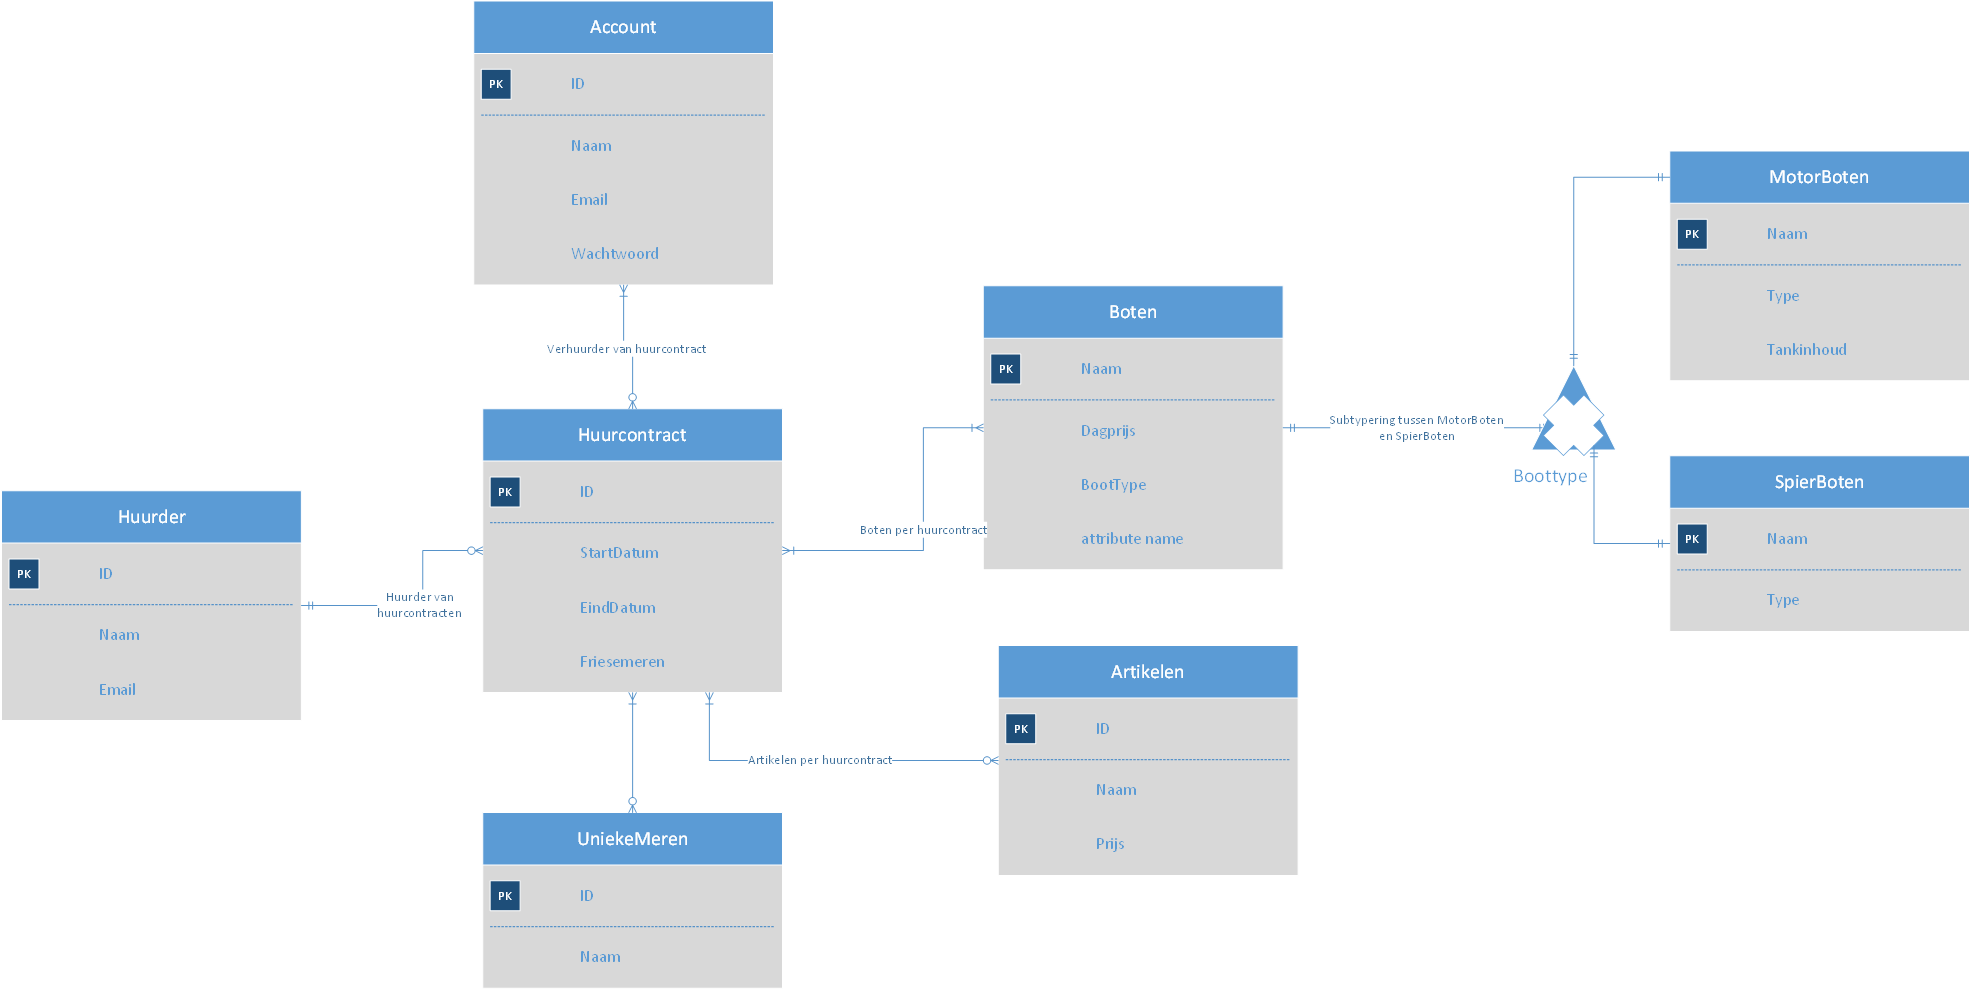 Account
PK ID
Naam
Email
Wachtwoord
Verhuurder van huurcontract
Huurcontract
PK ID
StartDatum
EindDatum
Friesemeren
Huurder
PK ID
Naam
Email
Huurder van
huurcontracten
Boten
PK Naam
Dagprijs
BootType
attribute name
Boten per huurcontract
Subtypering tussen MotorBoten
en SpierBoten
Boottype
MotorBoten
PK Naam
Type
Tankinhoud
SpierBoten
PK Naam
Type
Artikelen
PK ID
Naam
Prijs
Artikelen per huurcontract
UniekeMeren
PK ID
Naam